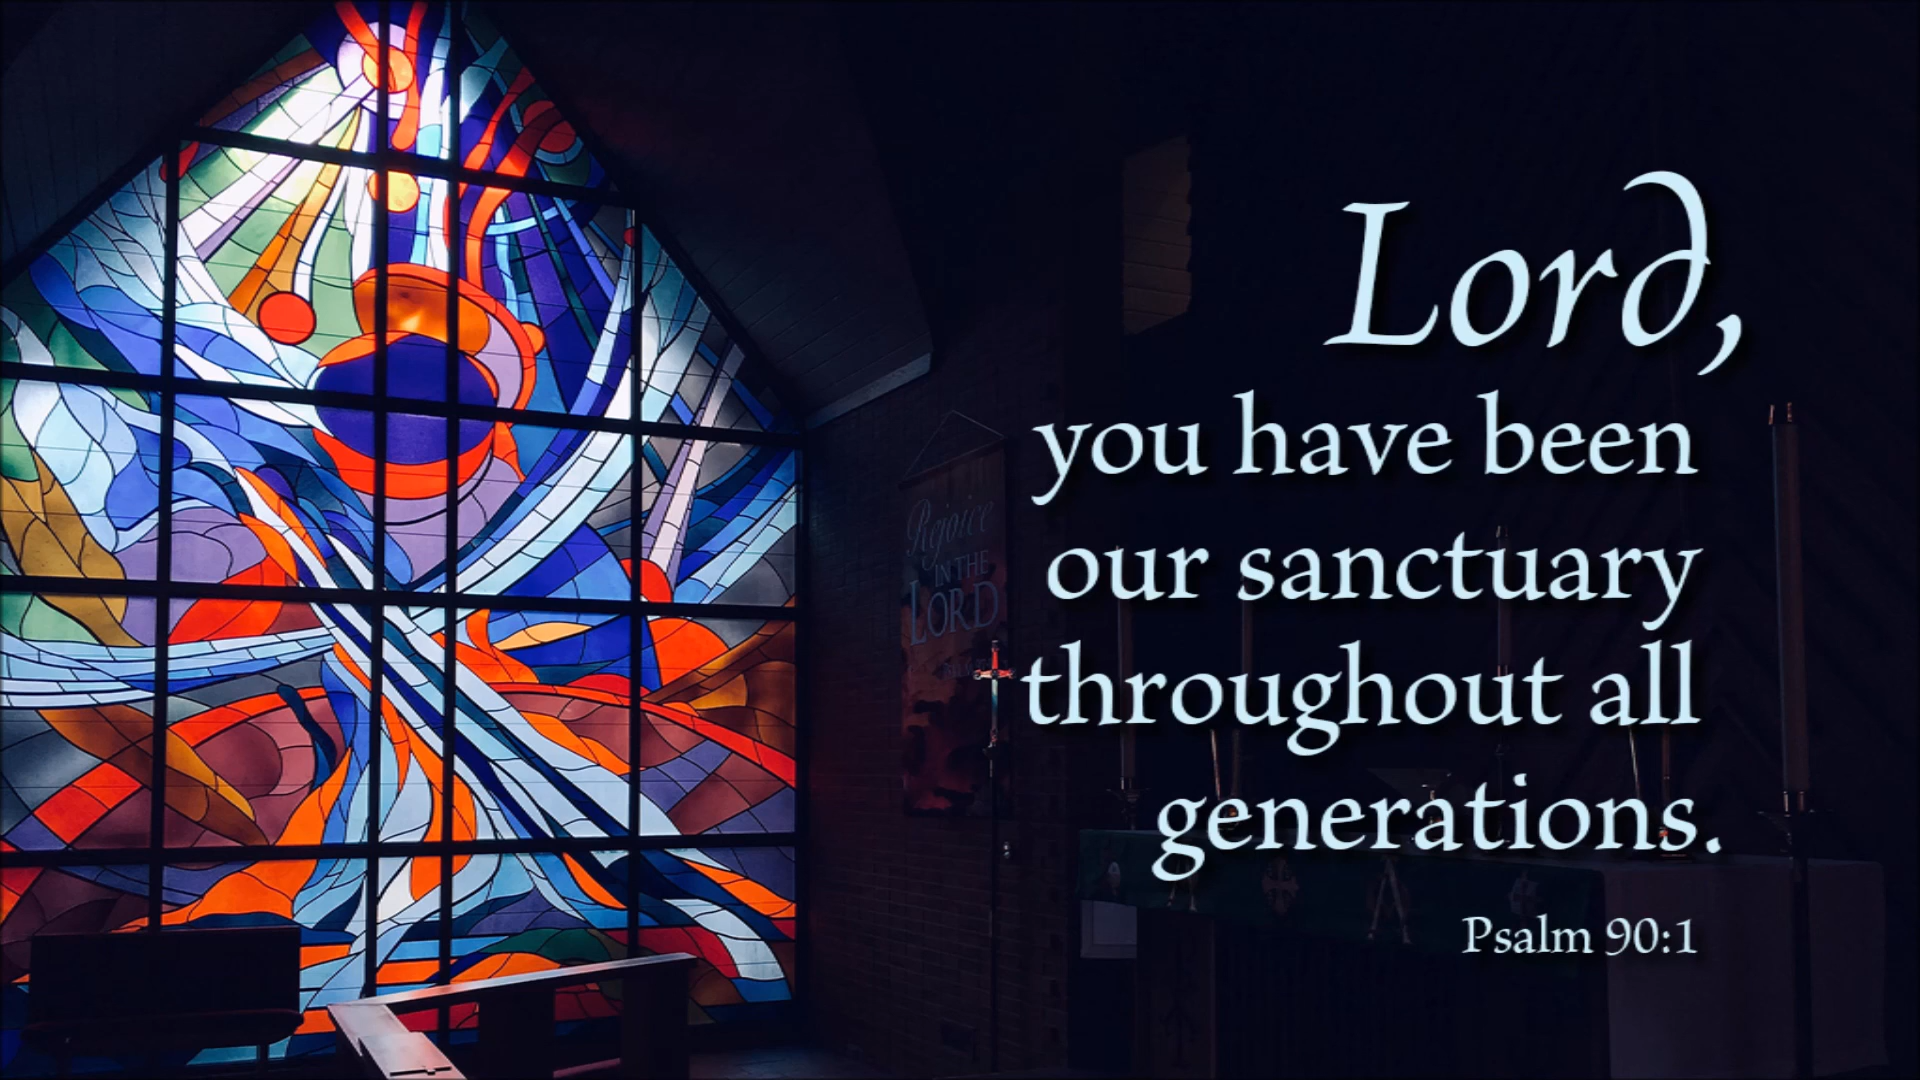 Lord,
you have been
our sanctuary
throughout all
generations.
Psalm 90:1
Rejoice
IN THE
LORD